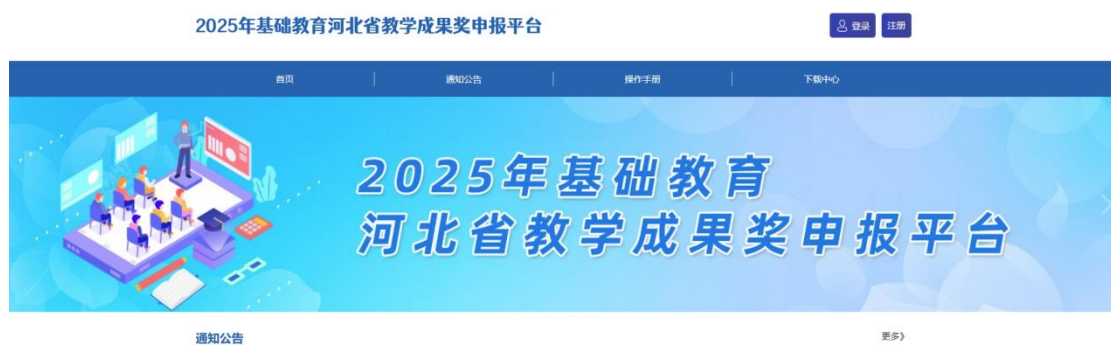 2025年基础教育河北省教学成果奖申报平台
登录 注册
首页 通知公告 操作手册 下载中心
2025年基础教育
河北省教学成果奖申报平台
通知公告 更多》